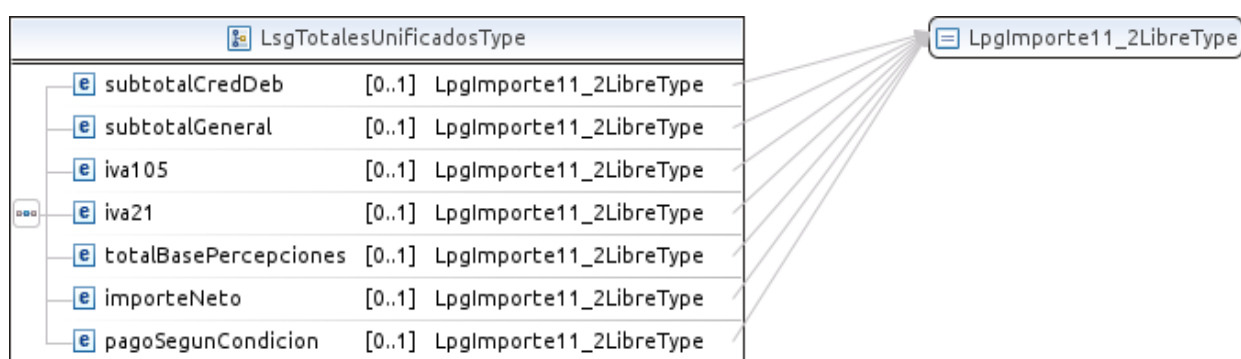 LsgTotalesUnificadosType
LpgImporte11_2LibreType
e subtotalCredDeb [0..1] LpgImporte11_2LibreType
e subtotalGeneral [0..1] LpgImporte11_2LibreType
e iva105 [0..1] LpgImporte11_2LibreType
e iva21 [0..1] LpgImporte11_2LibreType
e totalBasePercepciones [0..1] LpgImporte11_2LibreType
e importeNeto [0..1] LpgImporte11_2LibreType
e pagoSegunCondicion [0..1] LpgImporte11_2LibreType